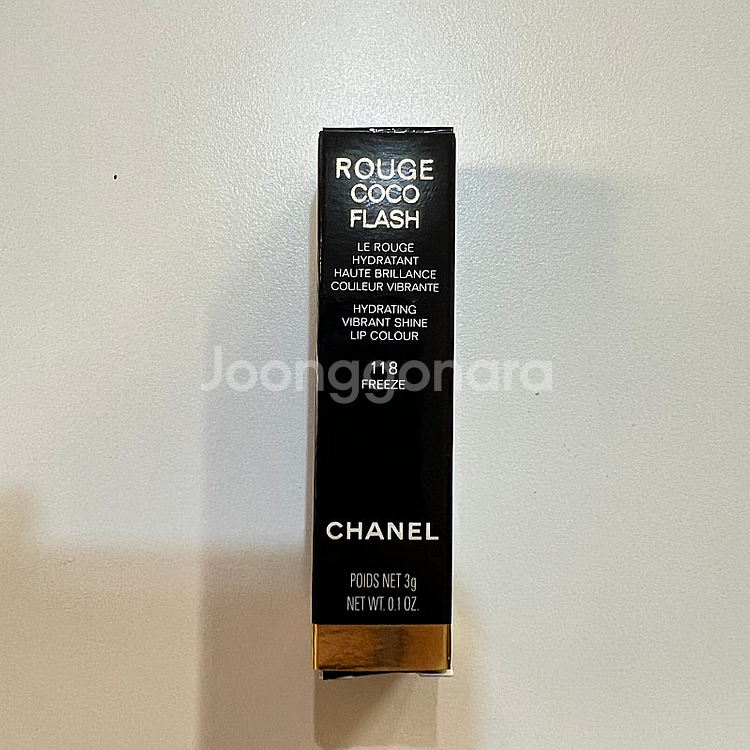 ROUGE
COCO
FLASH
LE ROUGE
HYDRATANT
HAUTE BRILLANCE
COULEUR VIBRANTE
HYDRATING
VIBRANT SHINE
LIP COLOUR
118
FREEZE
Joonggonara
CHANEL
POIDS NET 3g
NET WT. 0.1 OZ.